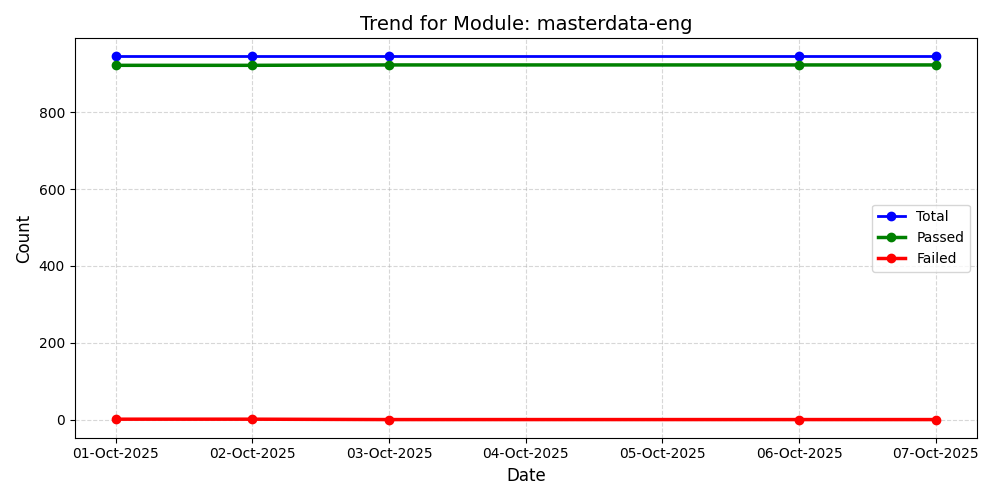 Trend for Module: masterdata-eng
Count
800
600
400
200
0
Total
Passed
Failed
01-Oct-2025
02-Oct-2025
03-Oct-2025
04-Oct-2025
05-Oct-2025
06-Oct-2025
07-Oct-2025
Date